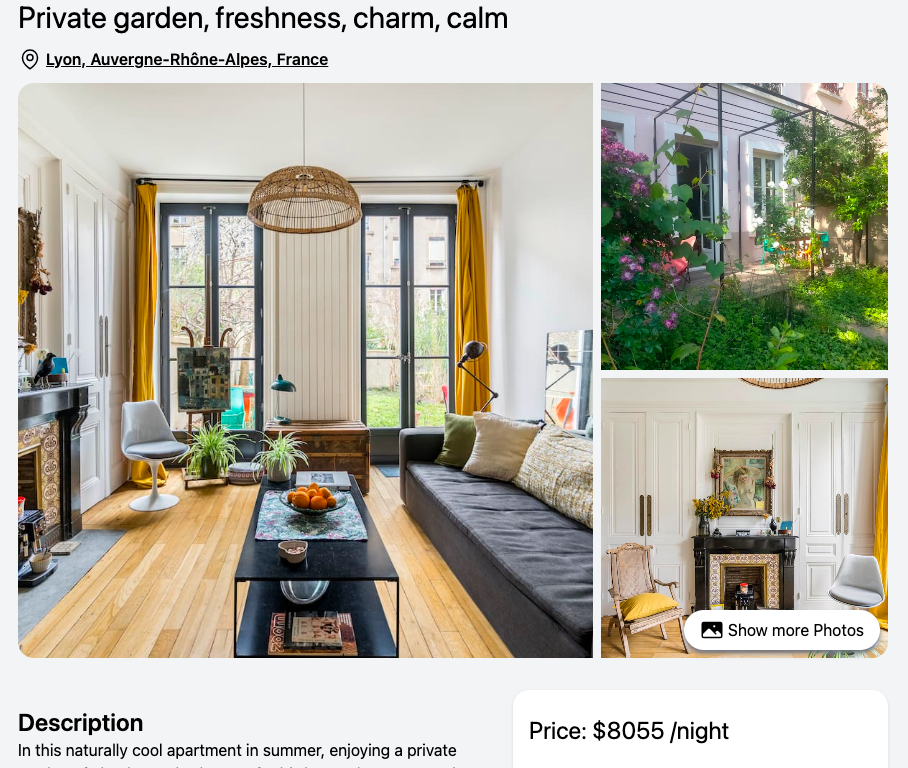 Private garden, freshness, charm, calm
Lyon, Auvergne-Rhône-Alpes, France
ZOOM
Show more Photos
Description
Price: $8055 /night
In this naturally cool apartment in summer, enjoying a private